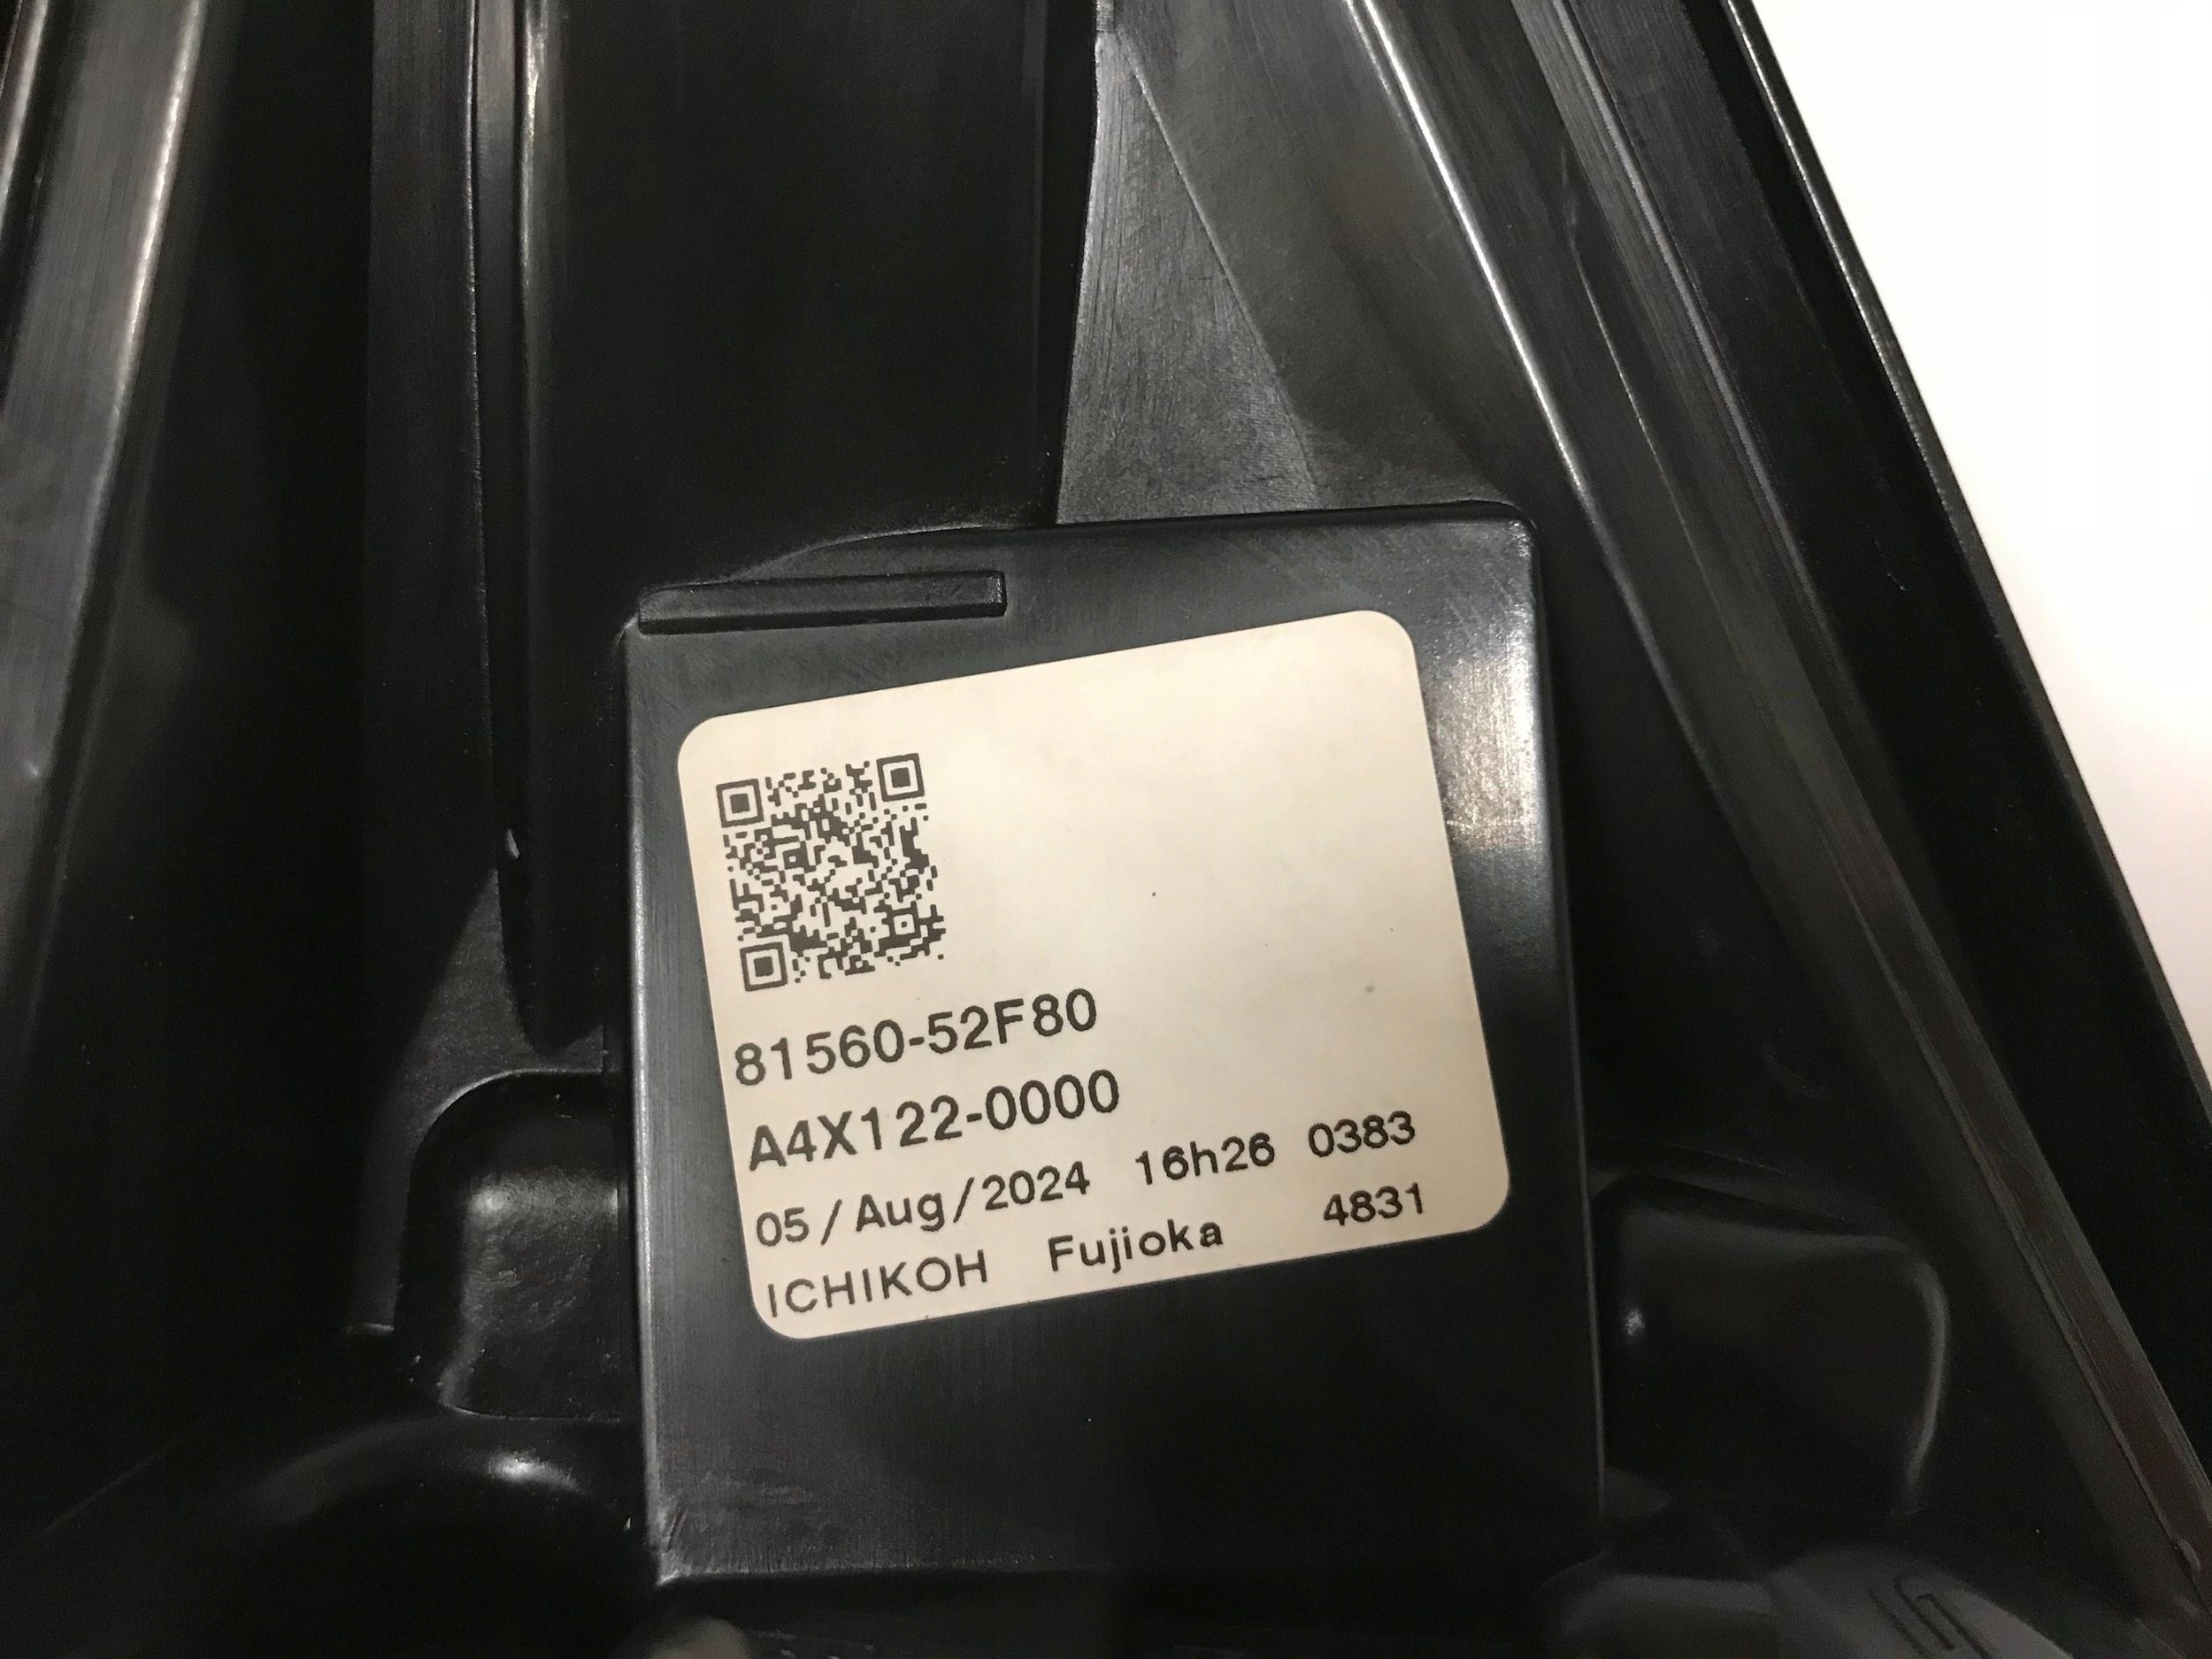 81560-52F80
A4X122-0000
05/Aug/2024 16h26 0383
ICHIKOH Fujioka 4831